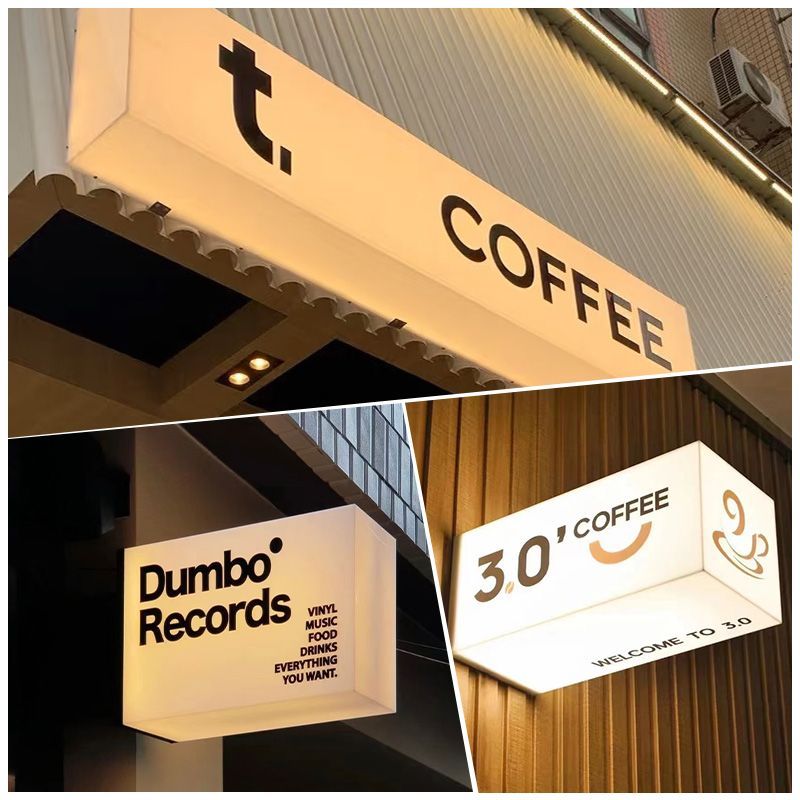 t.
COFFEE
Dumbo
Records
VINYL
MUSIC
FOOD
DRINKS
EVERYTHING
YOU WANT.
3.0' COFFEE
WELCOME TO 3.0